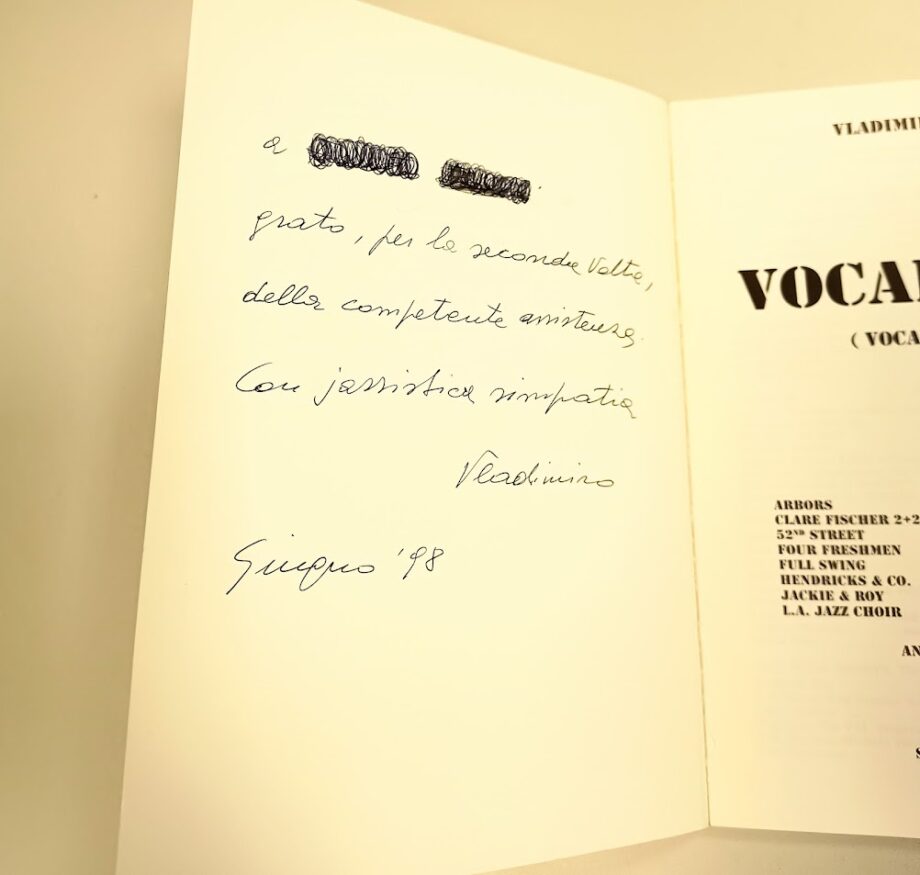 a
grato, per la seconda Volta,
della competente assistenza.
Con jazzistica simpatia
Vladimiro
Giugno '98
VLADIMI
VOCA
( VOCA
ARBORS
CLARE FISCHER 2+2
52ND STREET
FOUR FRESHMEN
FULL SWING
HENDRICKS & CO.
JACKIE & ROY
L.A. JAZZ CHOIR
AN